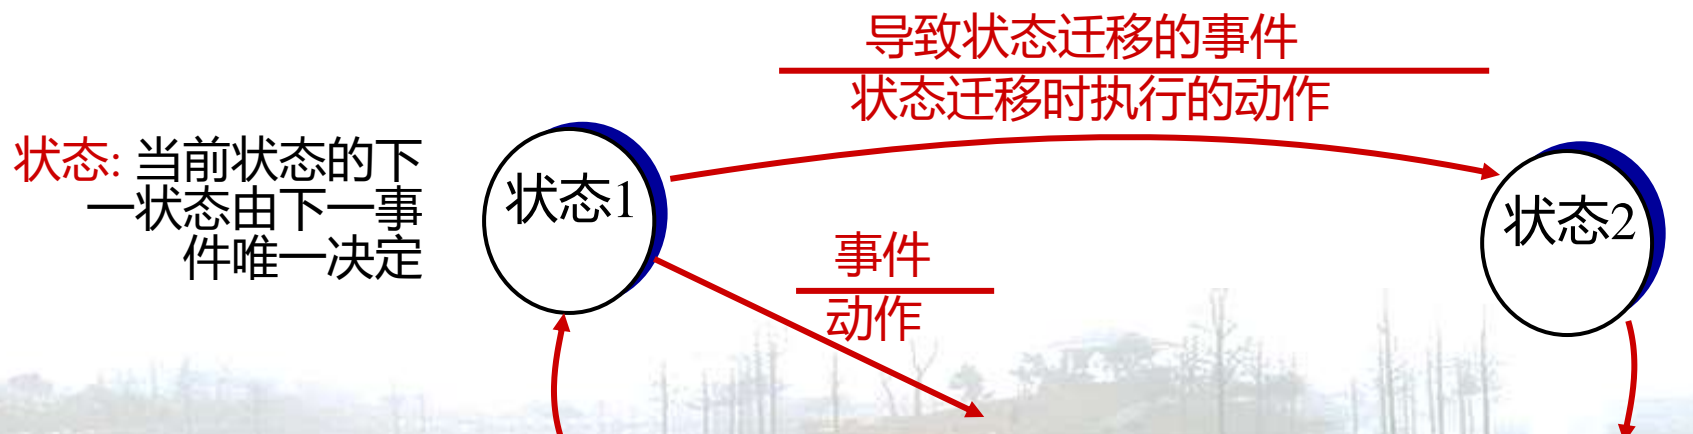 导致状态迁移的事件
状态迁移时执行的动作
状态: 当前状态的下
一状态由下一事
件唯一决定
状态1
状态2
事件
动作